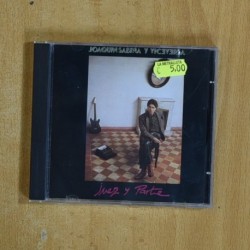 JOAQUIN SABINA Y VICEVERSA
5,00
Juez y Parte